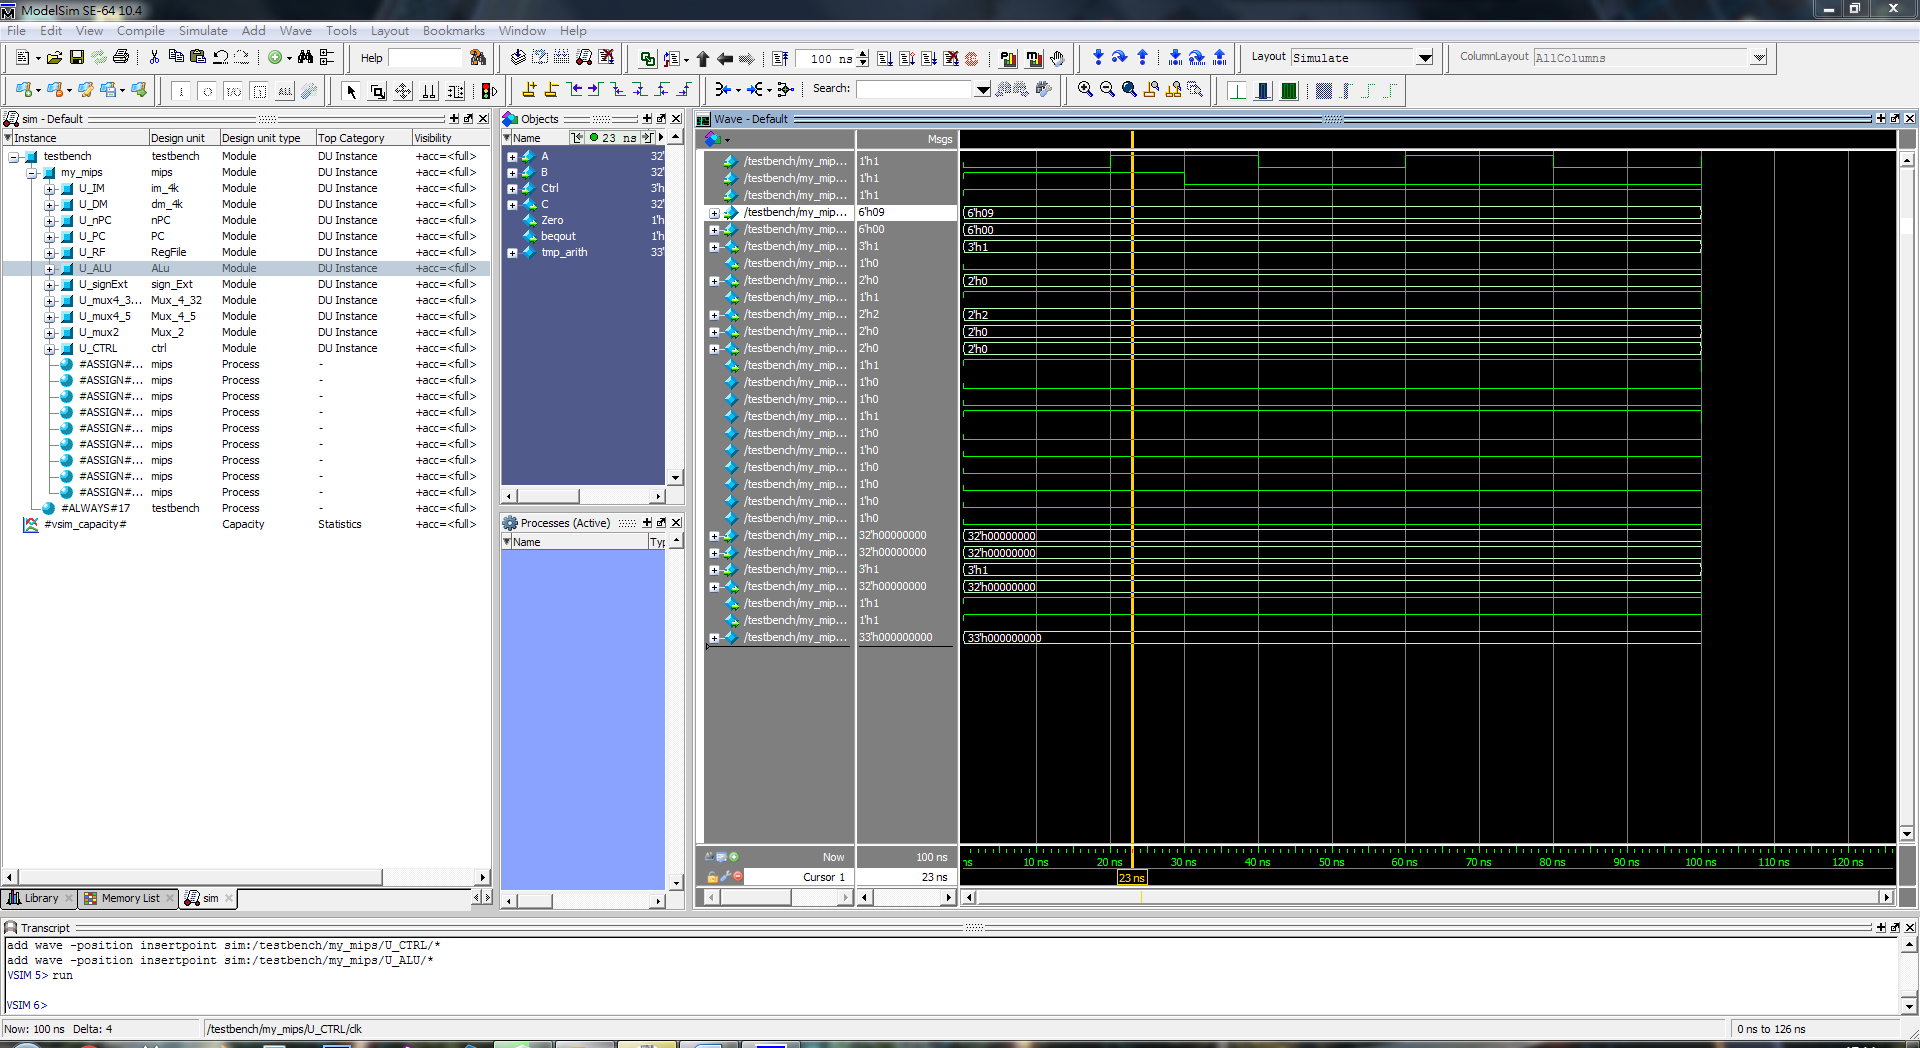 ModelSim SE-64 10.4
File Edit View Compile Simulate Add Wave Tools Layout Bookmarks Window Help
Help
100 ns
Layout Simulate
ColumnLayout AllColumns
Search:
sim - Default
Instance Design unit Design unit type Top Category Visibility
testbench testbench Module DU Instance +acc=<full>
my_mips mips Module DU Instance +acc=<full>
U_IM im_4k Module DU Instance +acc=<full>
U_DM dm_4k Module DU Instance +acc=<full>
U_nPC nPC Module DU Instance +acc=<full>
U_PC PC Module DU Instance +acc=<full>
U_RF RegFile Module DU Instance +acc=<full>
U_ALU ALu Module DU Instance +acc=<full>
U_signExt sign_Ext Module DU Instance +acc=<full>
U_mux4_3... Mux_4_32 Module DU Instance +acc=<full>
U_mux4_5 Mux_4_5 Module DU Instance +acc=<full>
U_mux2 Mux_2 Module DU Instance +acc=<full>
U_CTRL ctrl Module DU Instance +acc=<full>
#ASSIGN#... mips Process - +acc=<full>
#ASSIGN#... mips Process - +acc=<full>
#ASSIGN#... mips Process - +acc=<full>
#ASSIGN#... mips Process - +acc=<full>
#ASSIGN#... mips Process - +acc=<full>
#ASSIGN#... mips Process - +acc=<full>
#ASSIGN#... mips Process - +acc=<full>
#ASSIGN#... mips Process - +acc=<full>
#ASSIGN#... mips Process - +acc=<full>
#ALWAYS#17 testbench Process - +acc=<full>
#vsim_capacity# Capacity Statistics +acc=<full>
Library Memory List sim
Objects
Name 23 ns
A 32'
B 32'
Ctrl 3'h
C 32'
Zero 1'h
beqout 1'h
tmp_arith 33'
Processes (Active)
Name Typ
Wave - Default
Msgs
/testbench/my_mip... 1'h1
/testbench/my_mip... 1'h1
/testbench/my_mip... 1'h1
/testbench/my_mip... 6'h09 6'h09
/testbench/my_mip... 6'h00 6'h00
/testbench/my_mip... 3'h1 3'h1
/testbench/my_mip... 1'h0
/testbench/my_mip... 2'h0 2'h0
/testbench/my_mip... 1'h1
/testbench/my_mip... 2'h2 2'h2
/testbench/my_mip... 2'h0 2'h0
/testbench/my_mip... 2'h0 2'h0
/testbench/my_mip... 1'h1
/testbench/my_mip... 1'h0
/testbench/my_mip... 1'h0
/testbench/my_mip... 1'h1
/testbench/my_mip... 1'h0
/testbench/my_mip... 1'h0
/testbench/my_mip... 1'h0
/testbench/my_mip... 1'h0
/testbench/my_mip... 1'h0
/testbench/my_mip... 1'h0
/testbench/my_mip... 32'h00000000 32'h00000000
/testbench/my_mip... 32'h00000000 32'h00000000
/testbench/my_mip... 3'h1 3'h1
/testbench/my_mip... 32'h00000000 32'h00000000
/testbench/my_mip... 1'h1
/testbench/my_mip... 1'h1
/testbench/my_mip... 33'h000000000 33'h000000000
Now 100 ns
ns 10 ns 20 ns 30 ns 40 ns 50 ns 60 ns 70 ns 80 ns 90 ns 100 ns 110 ns 120 ns
Cursor 1 23 ns
23 ns
Transcript
add wave -position insertpoint sim:/testbench/my_mips/U_CTRL/*
add wave -position insertpoint sim:/testbench/my_mips/U_ALU/*
VSIM 5> run
VSIM 6>
Now: 100 ns Delta: 4
/testbench/my_mips/U_CTRL/clk
0 ns to 126 ns